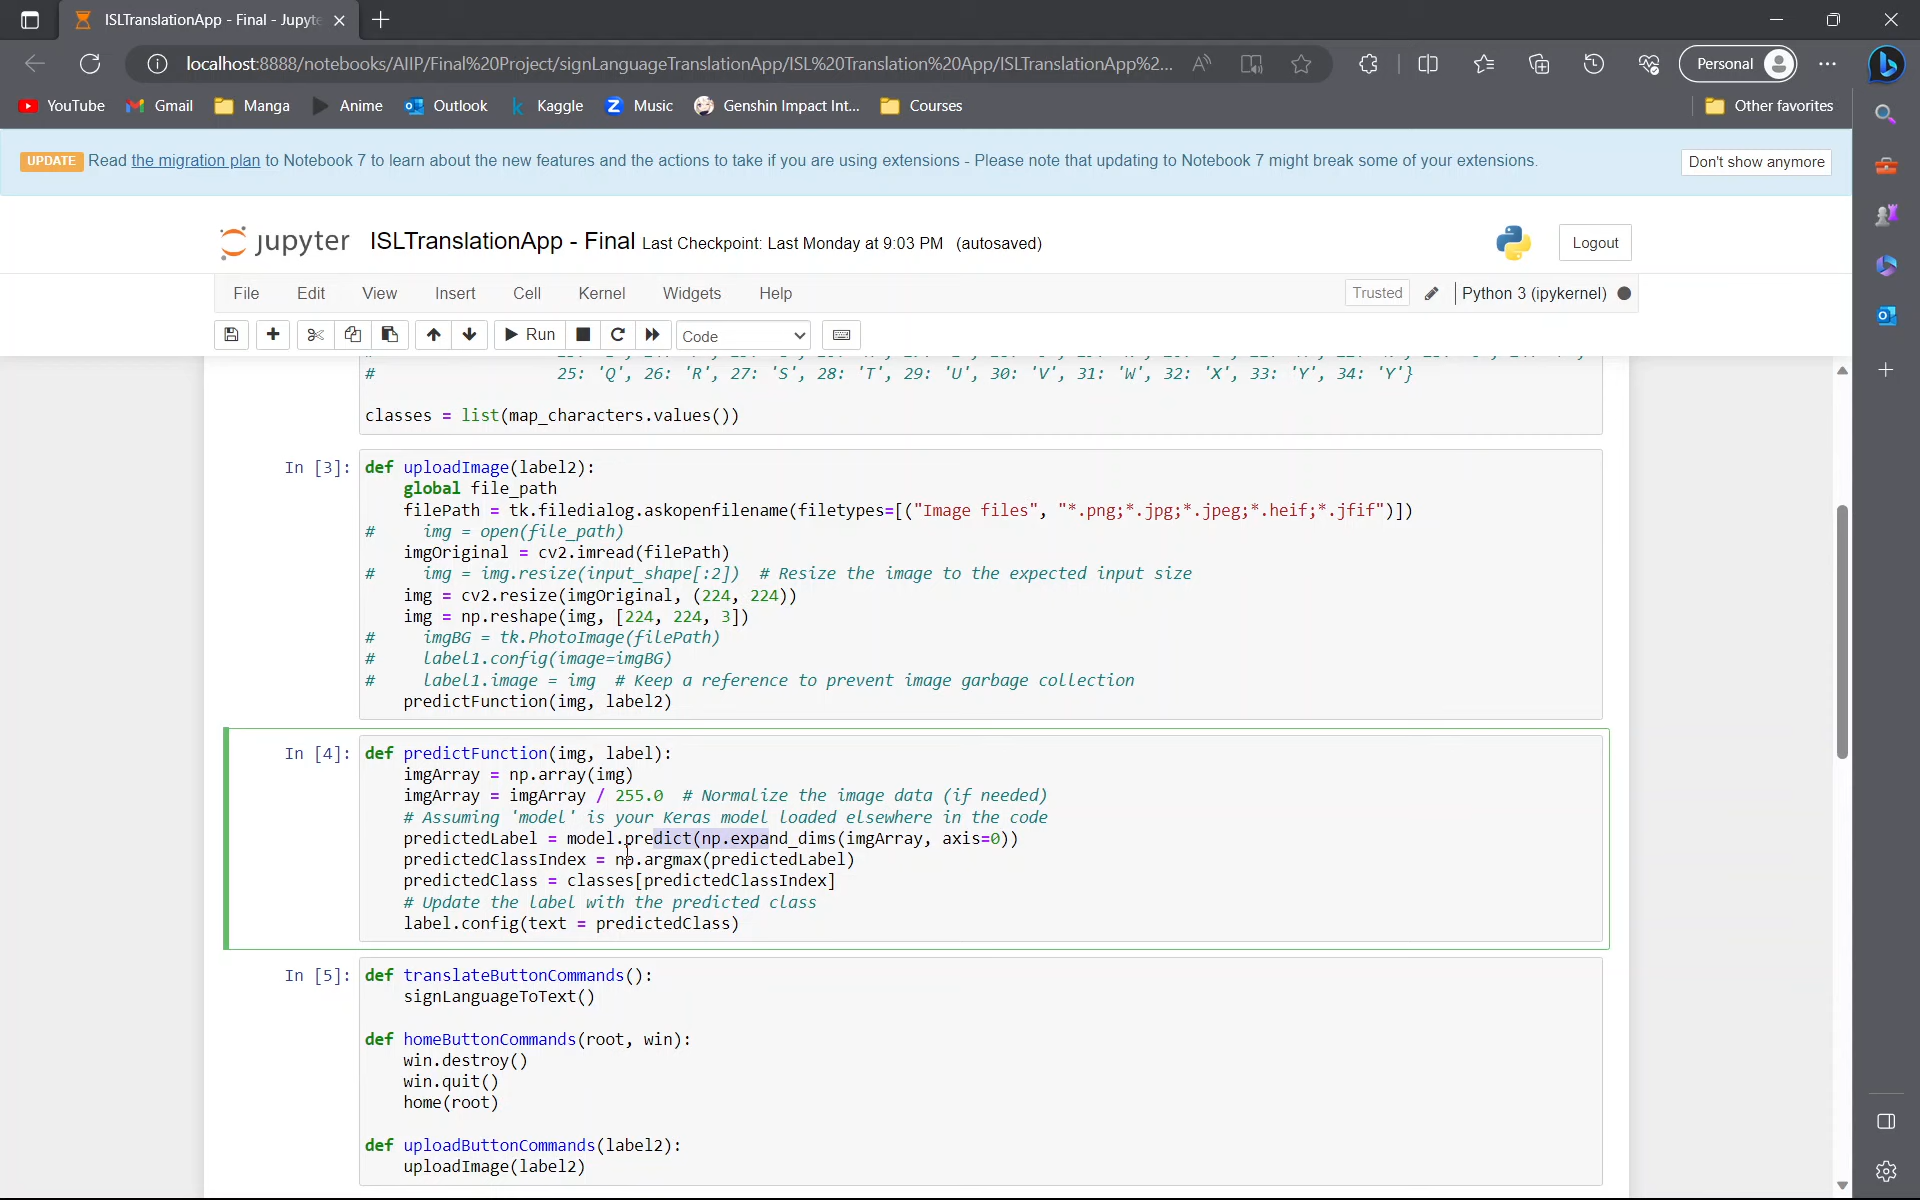 ISLTranslationApp - Final - Jupyte
localhost:8888/notebooks/AIIP/Final%20Project/signLanguageTranslationApp/ISL%20Translation%20App/ISLTranslationApp%2...
Personal
YouTube Gmail Manga Anime Outlook Kaggle Music Genshin Impact Int... Courses Other favorites
UPDATE Read the migration plan to Notebook 7 to learn about the new features and the actions to take if you are using extensions - Please note that updating to Notebook 7 might break some of your extensions. Don't show anymore
jupyter ISLTranslationApp - Final Last Checkpoint: Last Monday at 9:03 PM (autosaved) Logout
File Edit View Insert Cell Kernel Widgets Help Trusted Python 3 (ipykernel)
Run Code
# 25: 'Q', 26: 'R', 27: 'S', 28: 'T', 29: 'U', 30: 'V', 31: 'W', 32: 'X', 33: 'Y', 34: 'Y'}
classes = list(map_characters.values())
In [3]: def uploadImage(label2):
global file_path
filePath = tk.filedialog.askopenfilename(filetypes=[("Image files", "*.png;*.jpg;*.jpeg;*.heif;*.jfif")])
# img = open(file_path)
imgOriginal = cv2.imread(filePath)
# img = img.resize(input_shape[:2]) # Resize the image to the expected input size
img = cv2.resize(imgOriginal, (224, 224))
img = np.reshape(img, [224, 224, 3])
# imgBG = tk.PhotoImage(filePath)
# label1.config(image=imgBG)
# label1.image = img # Keep a reference to prevent image garbage collection
predictFunction(img, label2)
In [4]: def predictFunction(img, label):
imgArray = np.array(img)
imgArray = imgArray / 255.0 # Normalize the image data (if needed)
# Assuming 'model' is your Keras model loaded elsewhere in the code
predictedLabel = model.predict(np.expand_dims(imgArray, axis=0))
predictedClassIndex = np.argmax(predictedLabel)
predictedClass = classes[predictedClassIndex]
# Update the label with the predicted class
label.config(text = predictedClass)
In [5]: def translateButtonCommands():
signLanguageToText()
def homeButtonCommands(root, win):
win.destroy()
win.quit()
home(root)
def uploadButtonCommands(label2):
uploadImage(label2)